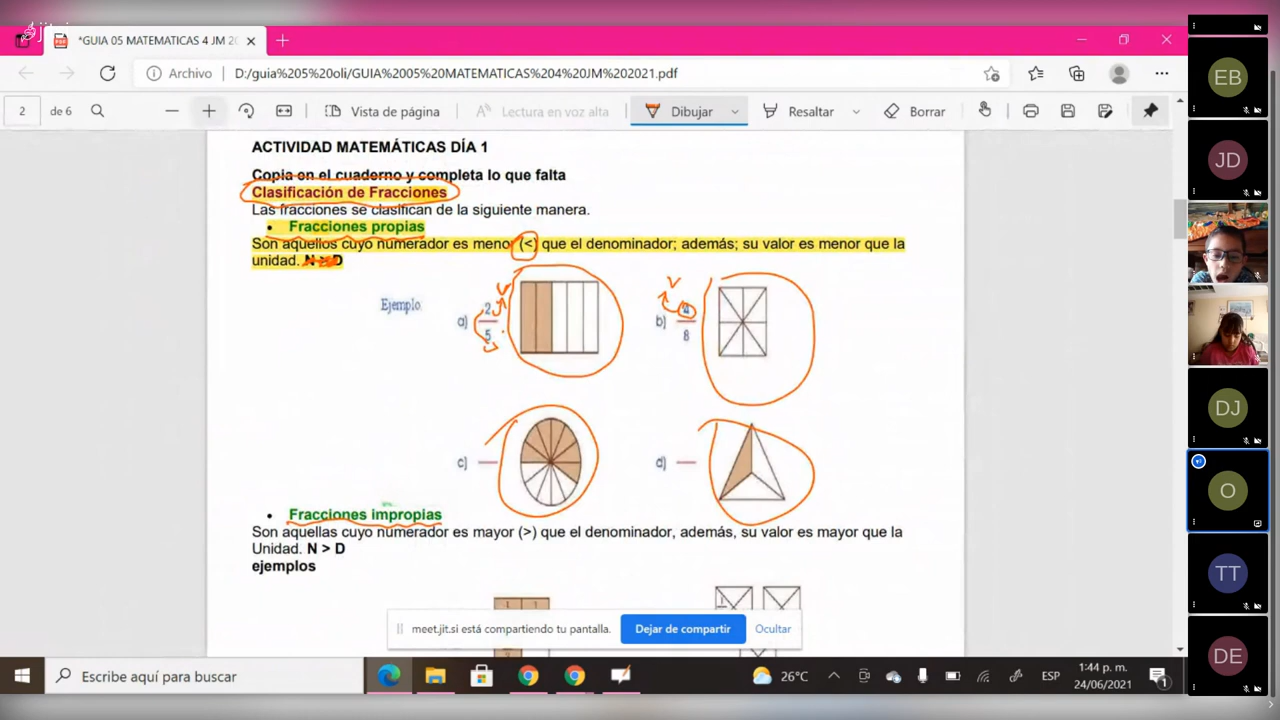 *GUIA 05 MATEMATICAS 4 JM 20
Archivo D:/guia%205%20oli/GUIA%2005%20MATEMATICAS%204%20JM%202021.pdf
2 de 6 Vista de página Lectura en voz alta Dibujar Resaltar Borrar
ACTIVIDAD MATEMÁTICAS DÍA 1
Copia en el cuaderno y completa lo que falta
Clasificación de Fracciones
Las fracciones se clasifican de la siguiente manera.
• Fracciones propias
Son aquellos cuyo numerador es menor (<) que el denominador; además; su valor es menor que la
unidad. N > D
Ejemplo
a) 2/5
b) 4/8
c)
d)
• Fracciones impropias
Son aquellas cuyo numerador es mayor (>) que el denominador, además, su valor es mayor que la
Unidad. N > D
ejemplos
meet.jit.si está compartiendo tu pantalla. Dejar de compartir Ocultar
Escribe aquí para buscar
26°C ESP
1:44 p. m.
24/06/2021
1
EB
JD
DJ
O
TT
DE